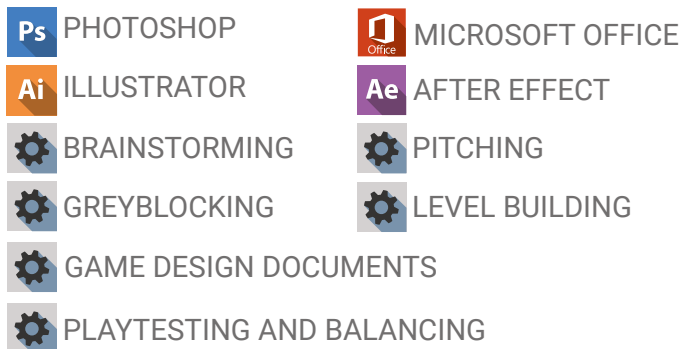 Ps PHOTOSHOP
Office MICROSOFT OFFICE
Ai ILLUSTRATOR
Ae AFTER EFFECT
BRAINSTORMING
PITCHING
GREYBLOCKING
LEVEL BUILDING
GAME DESIGN DOCUMENTS
PLAYTESTING AND BALANCING